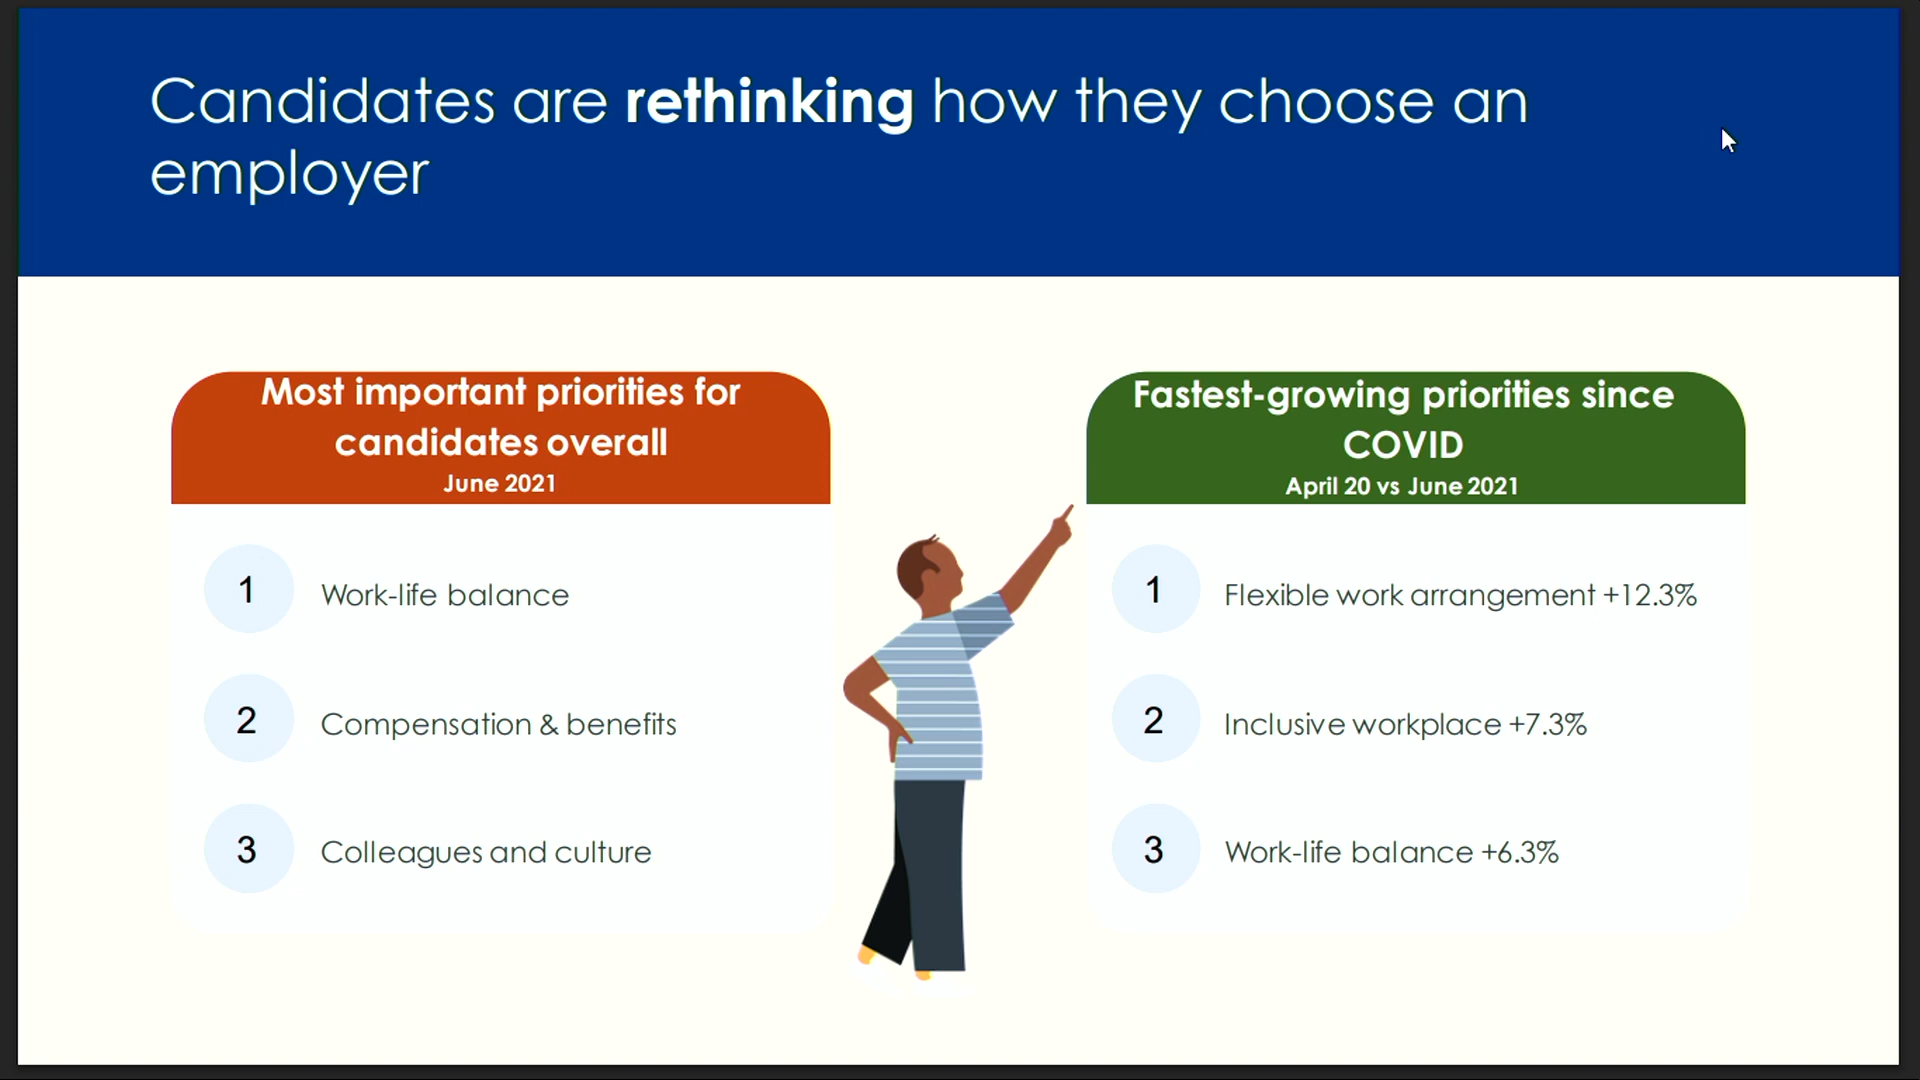 Candidates are rethinking how they choose an
employer
Most important priorities for
candidates overall
June 2021
1 Work-life balance
2 Compensation & benefits
3 Colleagues and culture
Fastest-growing priorities since
COVID
April 20 vs June 2021
1 Flexible work arrangement +12.3%
2 Inclusive workplace +7.3%
3 Work-life balance +6.3%